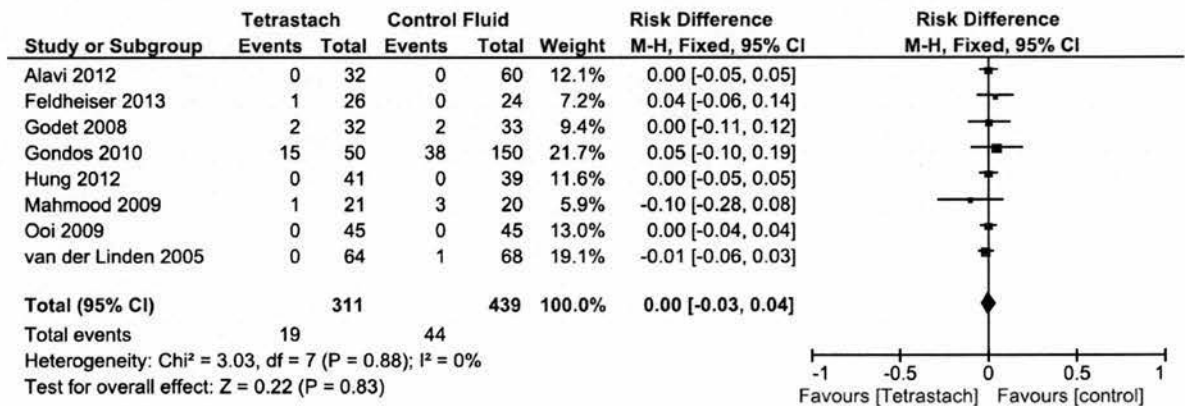 Tetrastach Control Fluid Risk Difference Risk Difference
Study or Subgroup Events Total Events Total Weight M-H, Fixed, 95% CI M-H, Fixed, 95% CI
Alavi 2012 0 32 0 60 12.1% 0.00 [-0.05, 0.05]
Feldheiser 2013 1 26 0 24 7.2% 0.04 [-0.06, 0.14]
Godet 2008 2 32 2 33 9.4% 0.00 [-0.11, 0.12]
Gondos 2010 15 50 38 150 21.7% 0.05 [-0.10, 0.19]
Hung 2012 0 41 0 39 11.6% 0.00 [-0.05, 0.05]
Mahmood 2009 1 21 3 20 5.9% -0.10 [-0.28, 0.08]
Ooi 2009 0 45 0 45 13.0% 0.00 [-0.04, 0.04]
van der Linden 2005 0 64 1 68 19.1% -0.01 [-0.06, 0.03]
Total (95% CI) 311 439 100.0% 0.00 [-0.03, 0.04]
Total events 19 44
Heterogeneity: Chi² = 3.03, df = 7 (P = 0.88); I² = 0%
Test for overall effect: Z = 0.22 (P = 0.83)
-1 -0.5 0 0.5 1
Favours [Tetrastach] Favours [control]